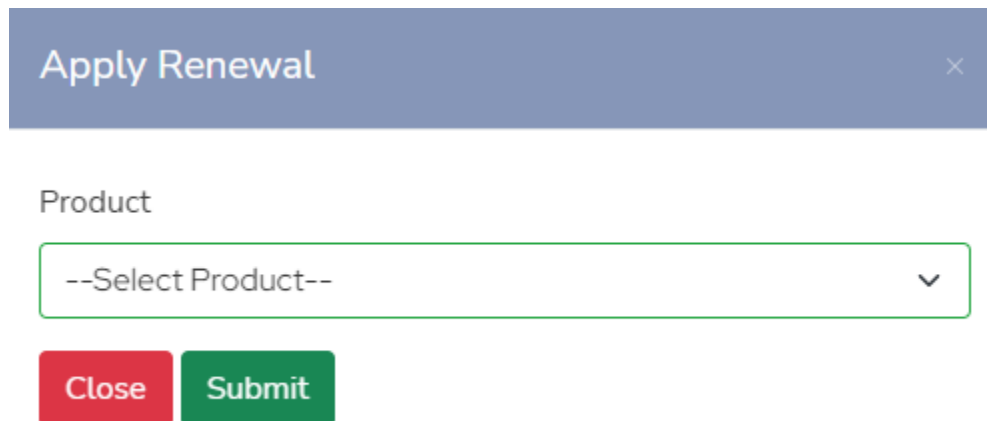 Apply Renewal ×
Product
--Select Product--
Close Submit